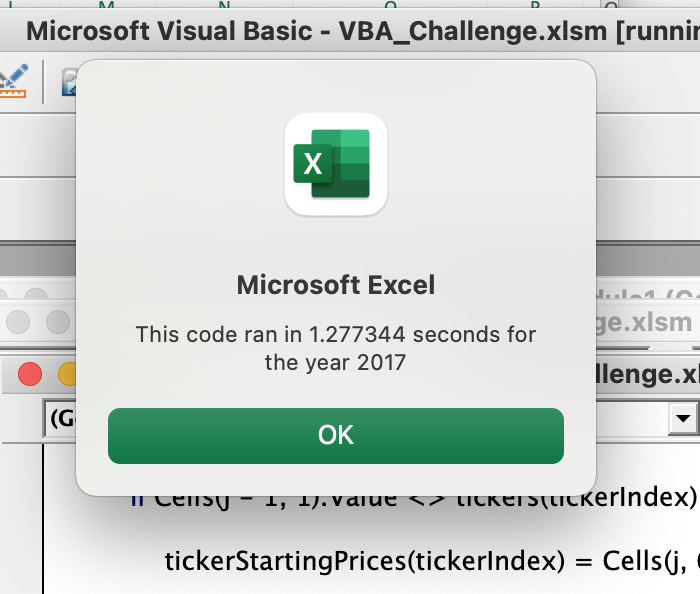 M N O P
Microsoft Visual Basic - VBA_Challenge.xlsm [runnin
X
Microsoft Excel
This code ran in 1.277344 seconds for
the year 2017
ge.xlsm
llenge.xl
(G
OK
If Cells(j - 1, 1).Value <> tickers(tickerIndex)
tickerStartingPrices(tickerIndex) = Cells(j,